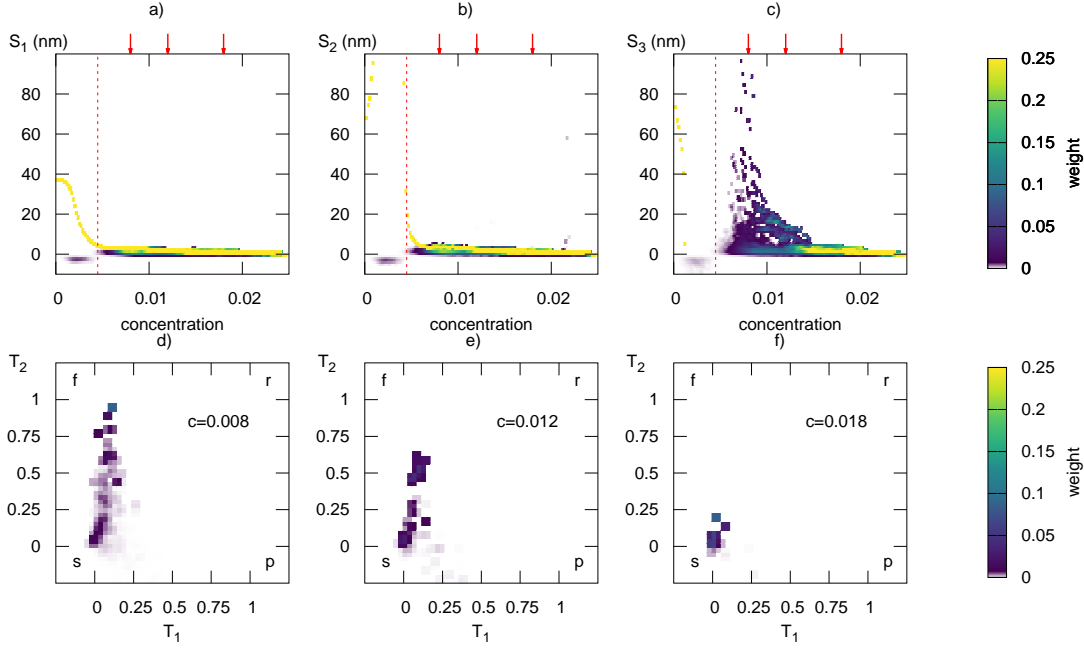 a) b) c)
S1 (nm) S2 (nm) S3 (nm)
80 80 80
60 60 60
40 40 40
20 20 20
0 0 0
0 0.01 0.02 0 0.01 0.02 0 0.01 0.02
concentration concentration concentration
0.25
0.2
0.15
0.1
0.05
0
weight
d) e) f)
T2 T2 T2
f r f r f r
c=0.008 c=0.012 c=0.018
1 1 1
0.75 0.75 0.75
0.5 0.5 0.5
0.25 0.25 0.25
0 0 0
s p s p s p
0 0.25 0.5 0.75 1 0 0.25 0.5 0.75 1 0 0.25 0.5 0.75 1
T1 T1 T1
0.25
0.2
0.15
0.1
0.05
0
weight